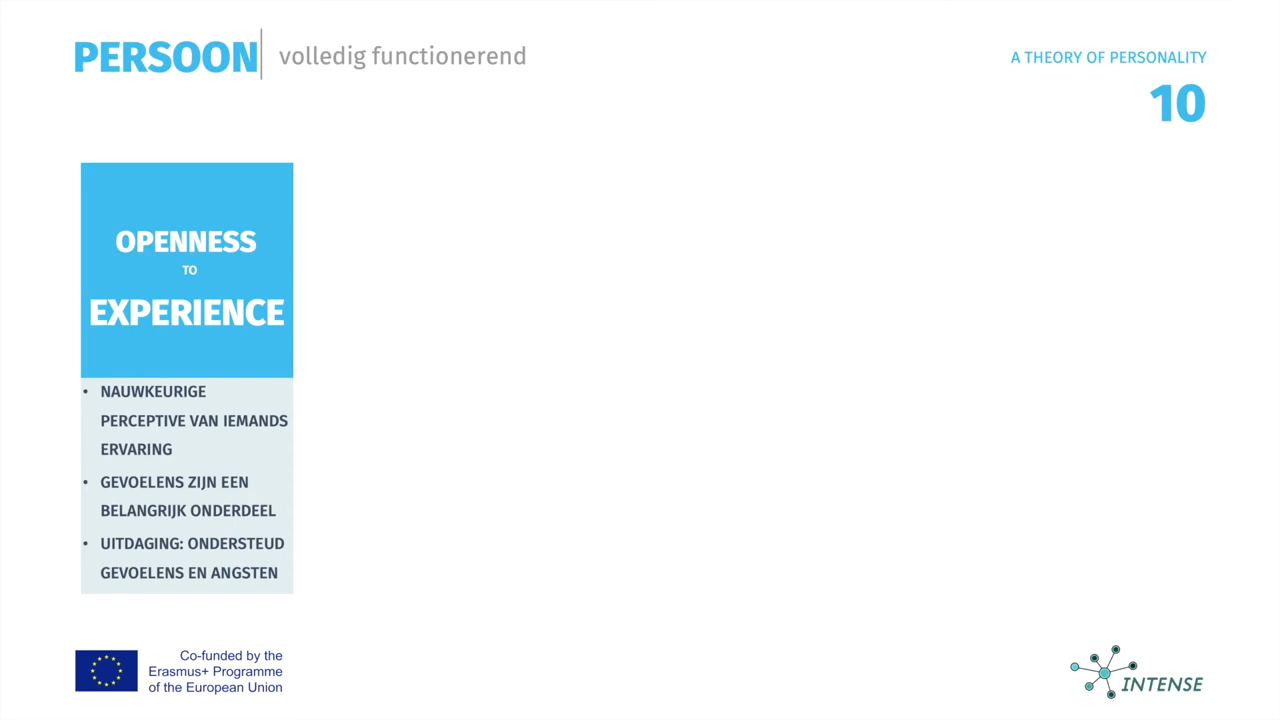 PERSOON
volledig functionerend
A THEORY OF PERSONALITY
10
OPENNESS
TO
EXPERIENCE
• NAUWKEURIGE
PERCEPTIVE VAN IEMANDS
ERVARING
• GEVOELENS ZIJN EEN
BELANGRIJK ONDERDEEL
• UITDAGING: ONDERSTEUD
GEVOELENS EN ANGSTEN
Co-funded by the
Erasmus+ Programme
of the European Union
INTENSE